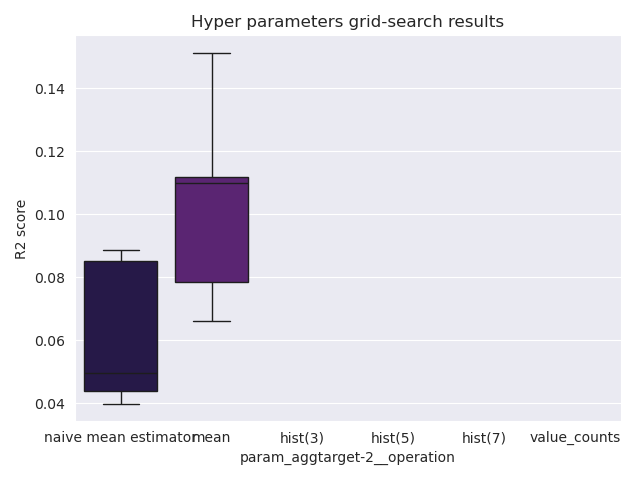 Hyper parameters grid-search results
R2 score
0.14
0.12
0.10
0.08
0.06
0.04
naive mean estimator mean hist(3) hist(5) hist(7) value_counts
param_aggtarget-2__operation